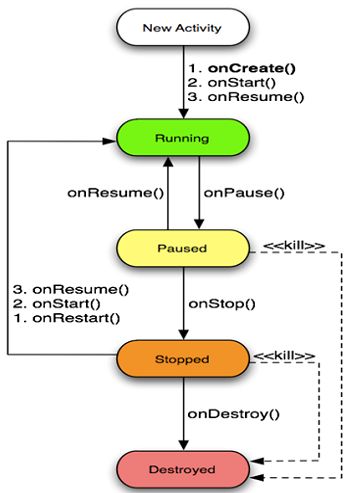 New Activity
1. onCreate()
2. onStart()
3. onResume()
Running
onResume()
onPause()
Paused
<<kill>>
3. onResume()
2. onStart()
1. onRestart()
onStop()
Stopped
<<kill>>
onDestroy()
Destroyed